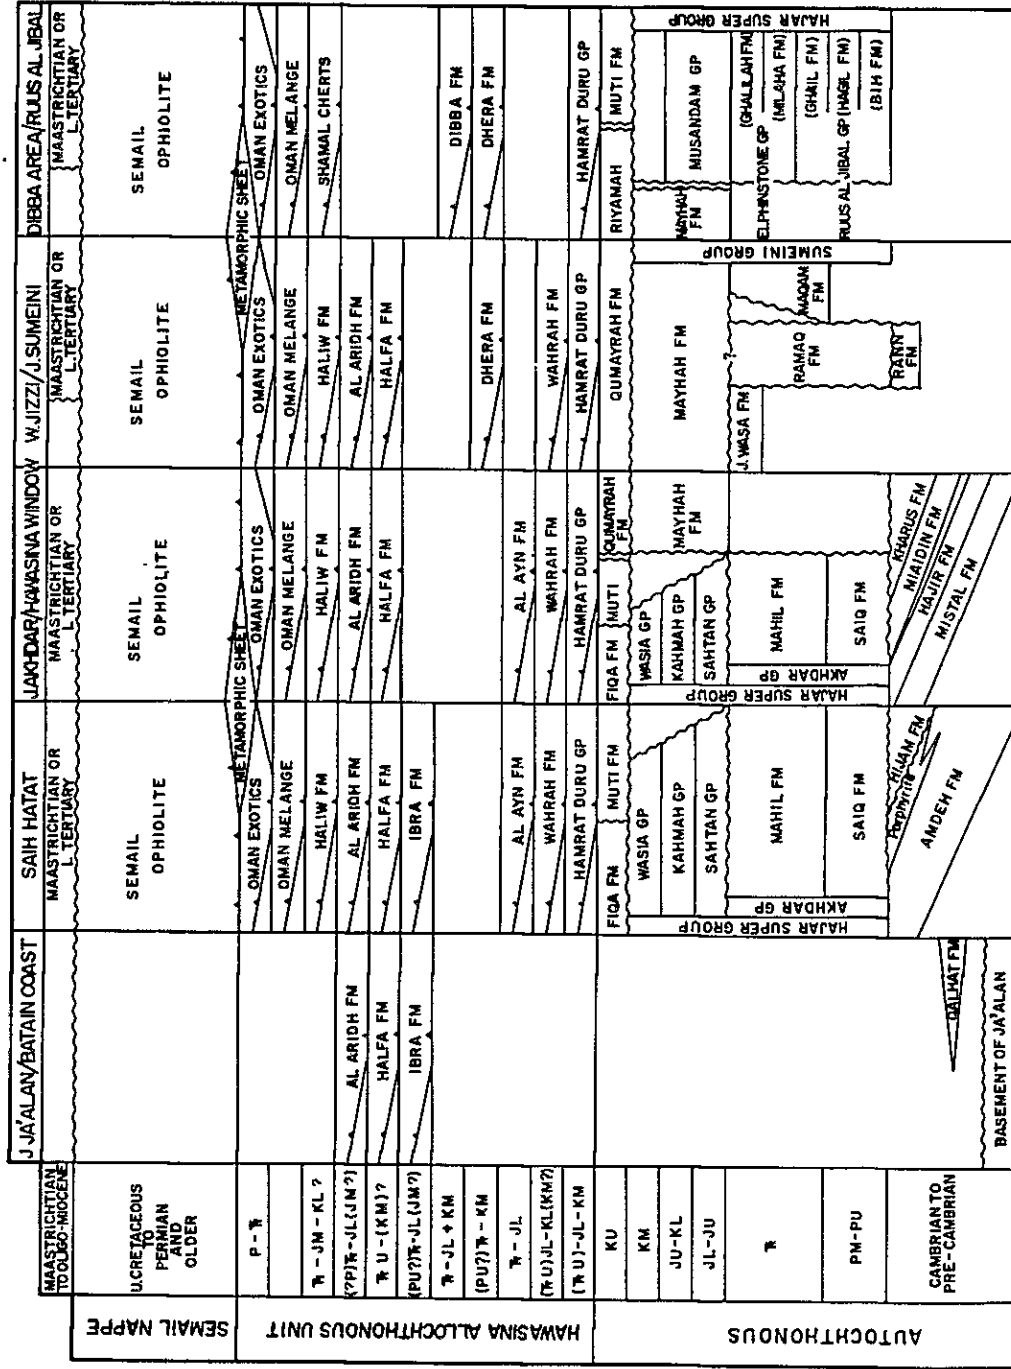 J JA'ALAN/BATAIN COAST
SAIH HATAT
J.AKHDAR/HAWASINA WINDOW
W.JIZZI/J.SUMEINI
DIBBA AREA/RUUS AL JIBAL
MAASTRICHTIAN
TO OLIGO-MIOCENE
MAASTRICHTIAN OR
L. TERTIARY
MAASTRICHTIAN OR
L. TERTIARY
MAASTRICHTIAN OR
L. TERTIARY
MAASTRICHTIAN OR
L. TERTIARY
SEMAIL NAPPE
U.CRETACEOUS
TO
PERMIAN
AND
OLDER
SEMAIL
OPHIOLITE
SEMAIL
OPHIOLITE
SEMAIL
OPHIOLITE
SEMAIL
OPHIOLITE
METAMORPHIC SHEET
METAMORPHIC SHEET
HAWASINA ALLOCHTHONOUS UNIT
P - Ћ
OMAN EXOTICS
OMAN EXOTICS
OMAN EXOTICS
OMAN EXOTICS
Ћ - JM - KL ?
OMAN MELANGE
OMAN MELANGE
OMAN MELANGE
OMAN MELANGE
HALIW FM
HALIW FM
HALIW FM
SHAMAL CHERTS
(?P)Ћ-JL(JM?)
AL ARIDH FM
AL ARIDH FM
AL ARIDH FM
AL ARIDH FM
Ћ U - (KM)?
HALFA FM
HALFA FM
HALFA FM
HALFA FM
(PU?)Ћ-JL(JM?)
IBRA FM
IBRA FM
Ћ - JL + KM
DIBBA FM
(PU?)Ћ - KM
DHERA FM
DHERA FM
Ћ - JL
AL AYN FM
AL AYN FM
(Ћ U)JL-KL(KM?)
WAHRAH FM
WAHRAH FM
WAHRAH FM
(Ћ U)-JL-KM
HAMRAT DURU GP
HAMRAT DURU GP
HAMRAT DURU GP
HAMRAT DURU GP
AUTOCHTHONOUS
KU
FIQA FM
MUTI FM
FIQA FM
MUTI
QUMAYRAH
FM
QUMAYRAH FM
RIYAMAH
MUTI FM
KM
WASIA GP
WASIA GP
JU-KL
KAHMAH GP
KAHMAH GP
MAYHAH
FM
MAYHAH FM
MAYHAH
FM
MUSANDAM GP
JL-JU
SAHTAN GP
SAHTAN GP
Ћ
HAJAR SUPER GROUP
AKHDAR GP
MAHIL FM
HAJAR SUPER GROUP
AKHDAR GP
MAHIL FM
J. WASA FM
?
RAMAQ
FM
MAQAM
FM
SUMEINI GROUP
ELPHINSTONE GP
(GHALILAH FM)
(MILAHA FM)
HAJAR SUPER GROUP
PM-PU
SAIQ FM
SAIQ FM
RUUS AL JIBAL GP
(GHAIL FM)
(HAGIL FM)
(BIH FM)
CAMBRIAN TO
PRE-CAMBRIAN
QALHAT FM
BASEMENT OF JA'ALAN
HIJAM FM
Porphyrite
AMDEH FM
KHARUS FM
MIAIDIN FM
HAJIR FM
MISTAL FM
RANN
FM